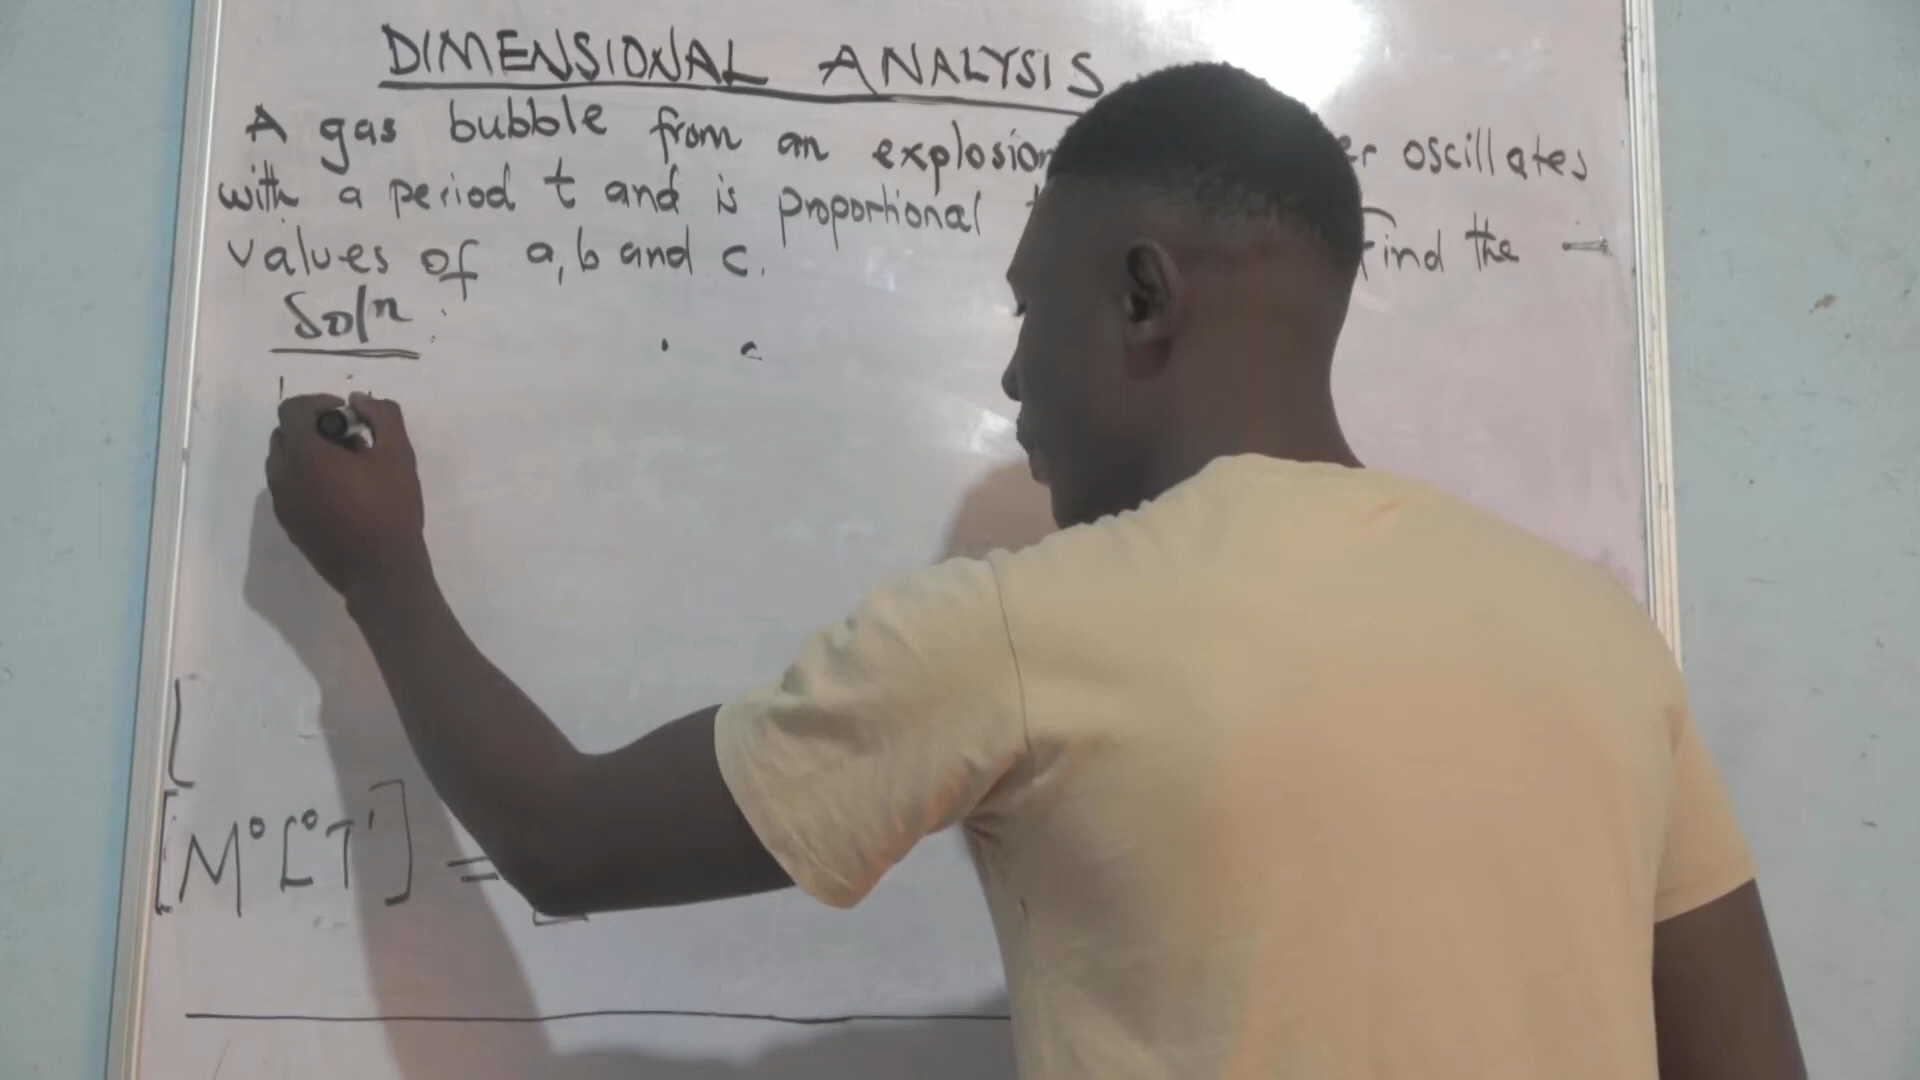 DIMENSIONAL ANALYSIS
A gas bubble from an explosion oscillates
with a period t and is proportional Find the
values of a, b and c.
Soln
[M⁰L⁰T¹] =